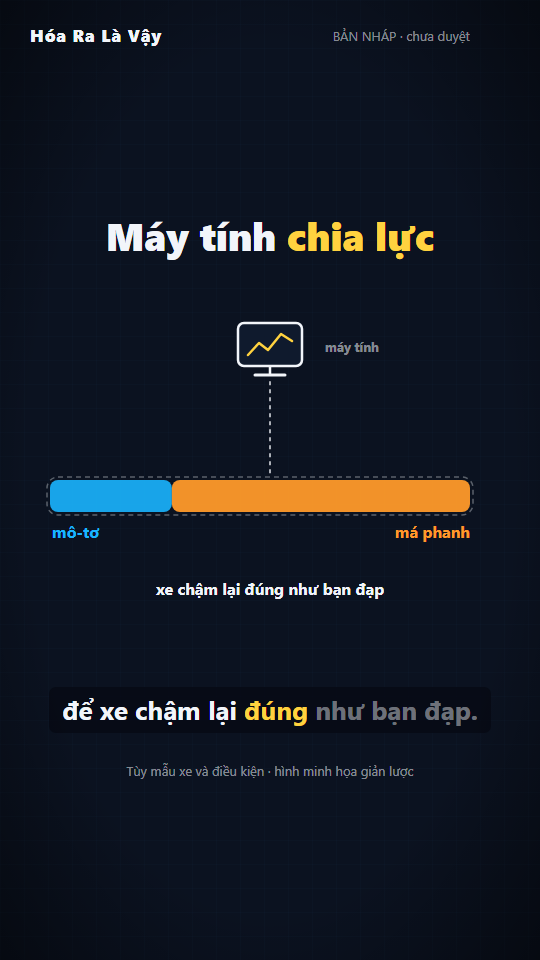 Hóa Ra Là Vậy
BẢN NHÁP · chưa duyệt
Máy tính chia lực
máy tính
mô-tơ
má phanh
xe chậm lại đúng như bạn đạp
để xe chậm lại đúng như bạn đạp.
Tùy mẫu xe và điều kiện · hình minh họa giản lược